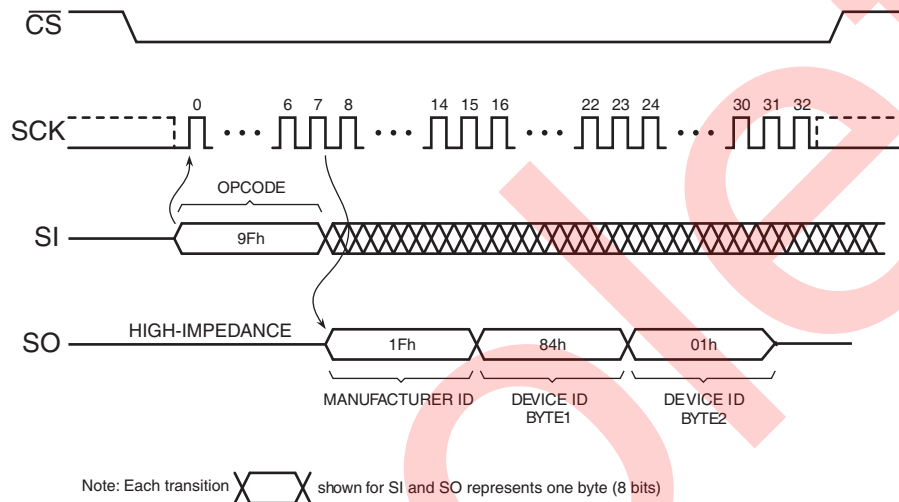 CS
SCK
0 6 7 8 14 15 16 22 23 24 30 31 32
OPCODE
SI
9Fh
HIGH-IMPEDANCE
SO
1Fh 84h 01h
MANUFACTURER ID
DEVICE ID
BYTE1
DEVICE ID
BYTE2
Note: Each transition shown for SI and SO represents one byte (8 bits)